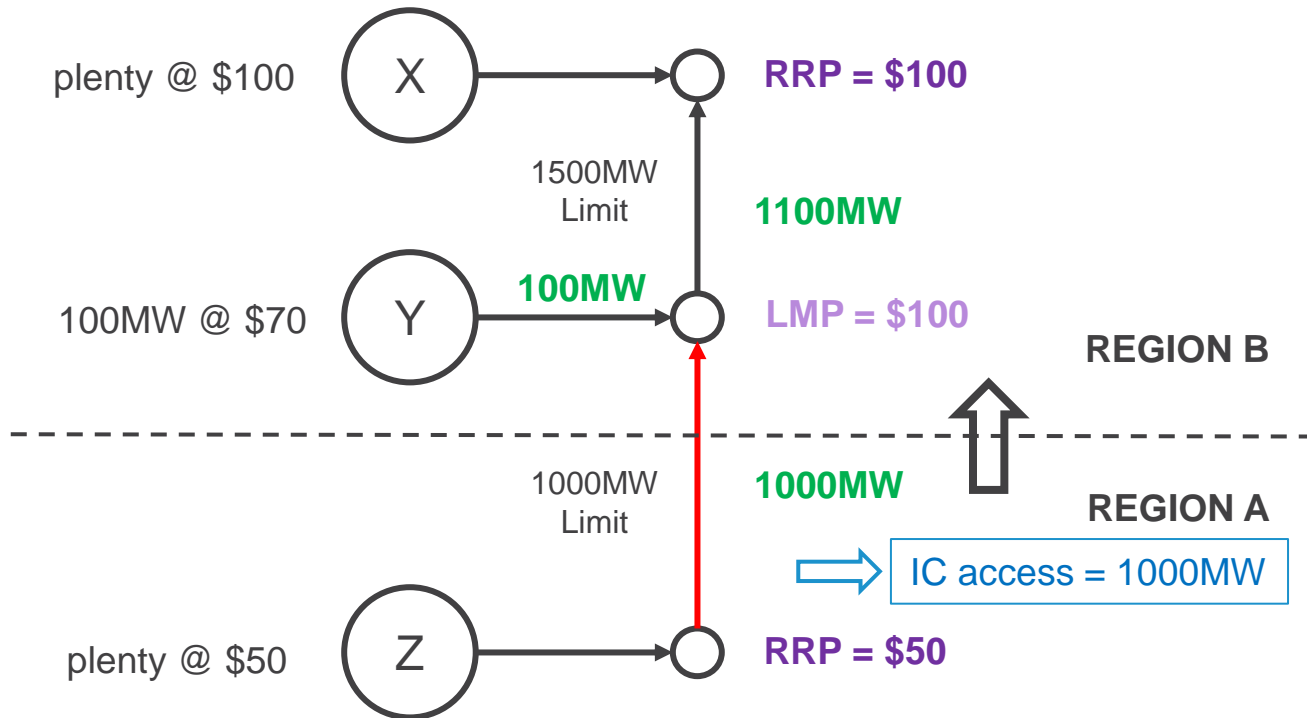 plenty @ $100
X
RRP = $100
1500MW
Limit
1100MW
100MW @ $70
Y
100MW
LMP = $100
REGION B
1000MW
Limit
1000MW
REGION A
IC access = 1000MW
plenty @ $50
Z
RRP = $50